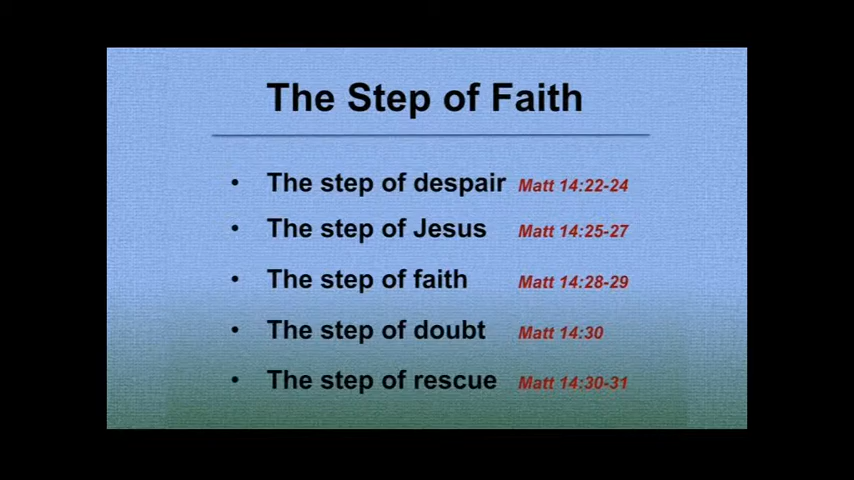 The Step of Faith
• The step of despair Matt 14:22-24
• The step of Jesus Matt 14:25-27
• The step of faith Matt 14:28-29
• The step of doubt Matt 14:30
• The step of rescue Matt 14:30-31